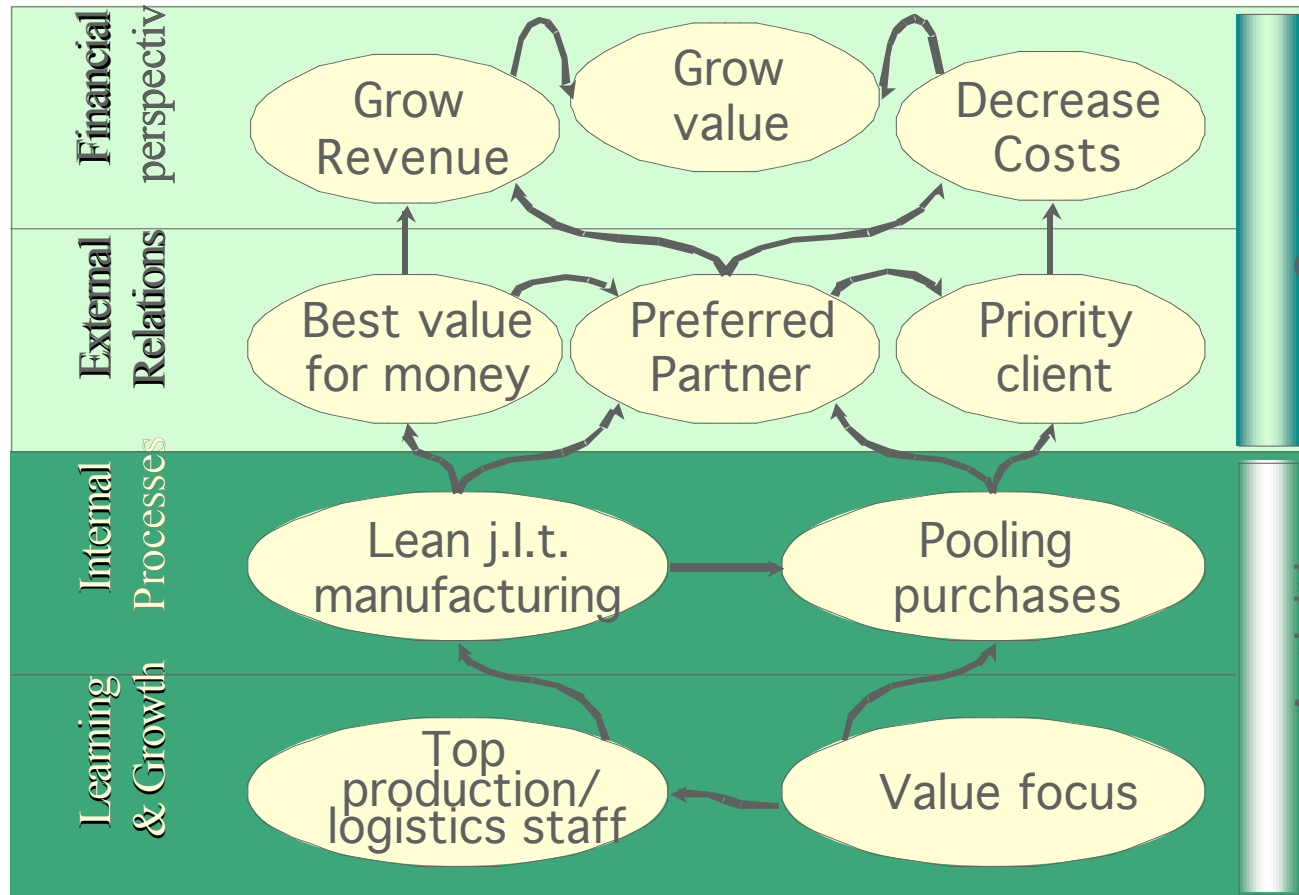 Financial
perspectiv
Grow
Revenue
Grow
value
Decrease
Costs
External
Relations
Best value
for money
Preferred
Partner
Priority
client
Internal
Processes
Lean j.I.t.
manufacturing
Pooling
purchases
Learning
& Growth
Top
production/
logistics staff
Value focus